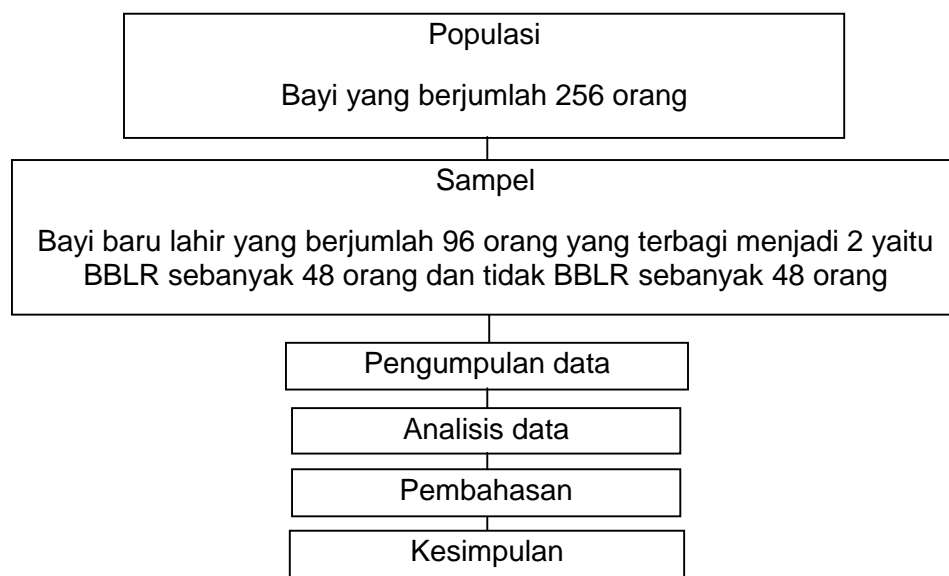 Populasi
Bayi yang berjumlah 256 orang
Sampel
Bayi baru lahir yang berjumlah 96 orang yang terbagi menjadi 2 yaitu
BBLR sebanyak 48 orang dan tidak BBLR sebanyak 48 orang
Pengumpulan data
Analisis data
Pembahasan
Kesimpulan